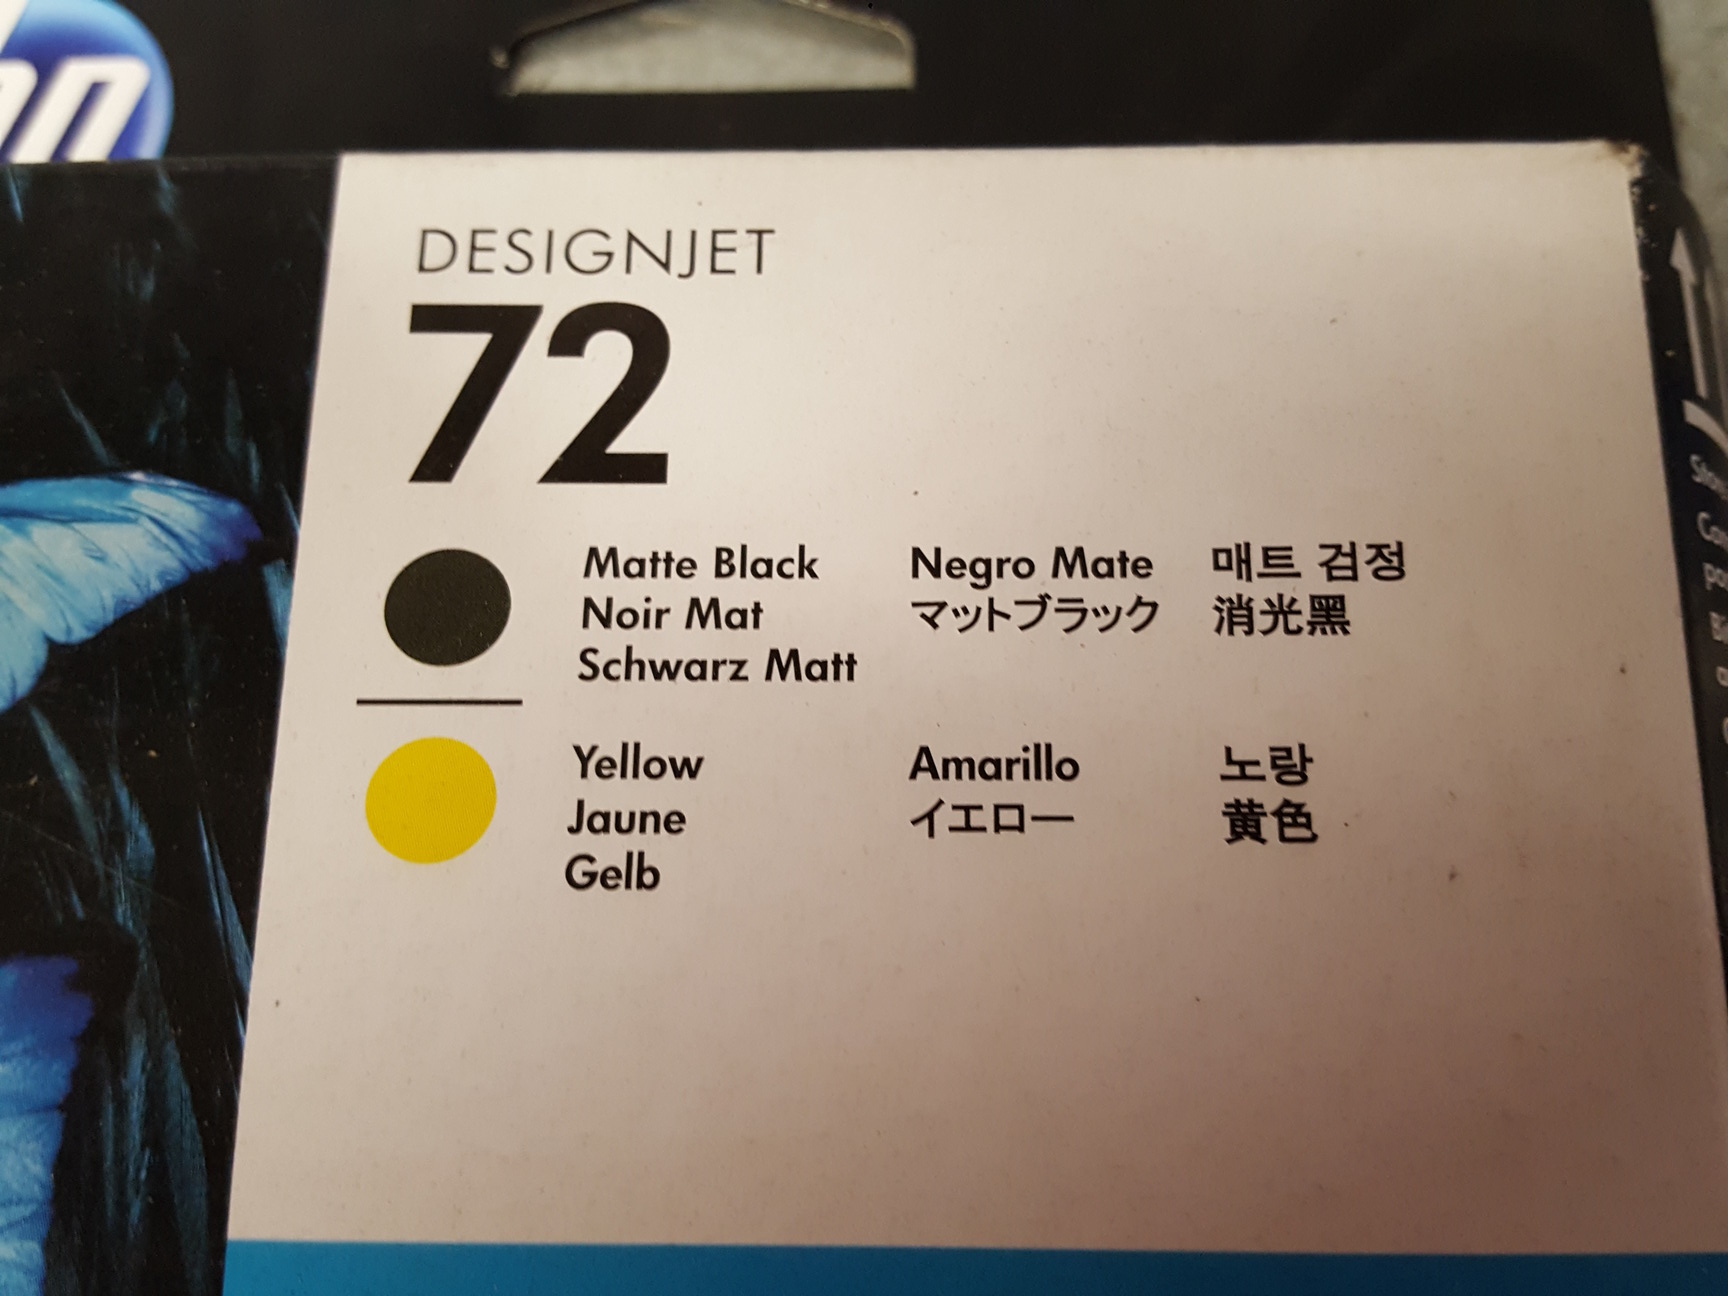 DESIGNJET
72
Matte Black
Noir Mat
Schwarz Matt
Negro Mate
マットブラック
매트 검정
消光黑
Yellow
Jaune
Gelb
Amarillo
イエロー
노랑
黄色